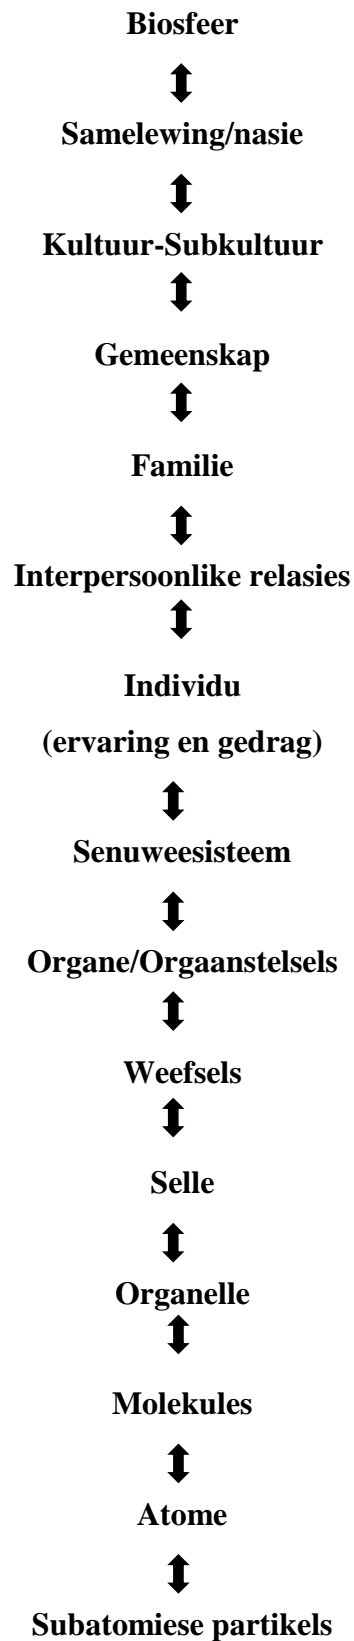 Biosfeer
Samelewing/nasie
Kultuur-Subkultuur
Gemeenskap
Familie
Interpersoonlike relasies
Individu
(ervaring en gedrag)
Senuweesisteem
Organe/Orgaanstelsels
Weefsels
Selle
Organelle
Molekules
Atome
Subatomiese partikels